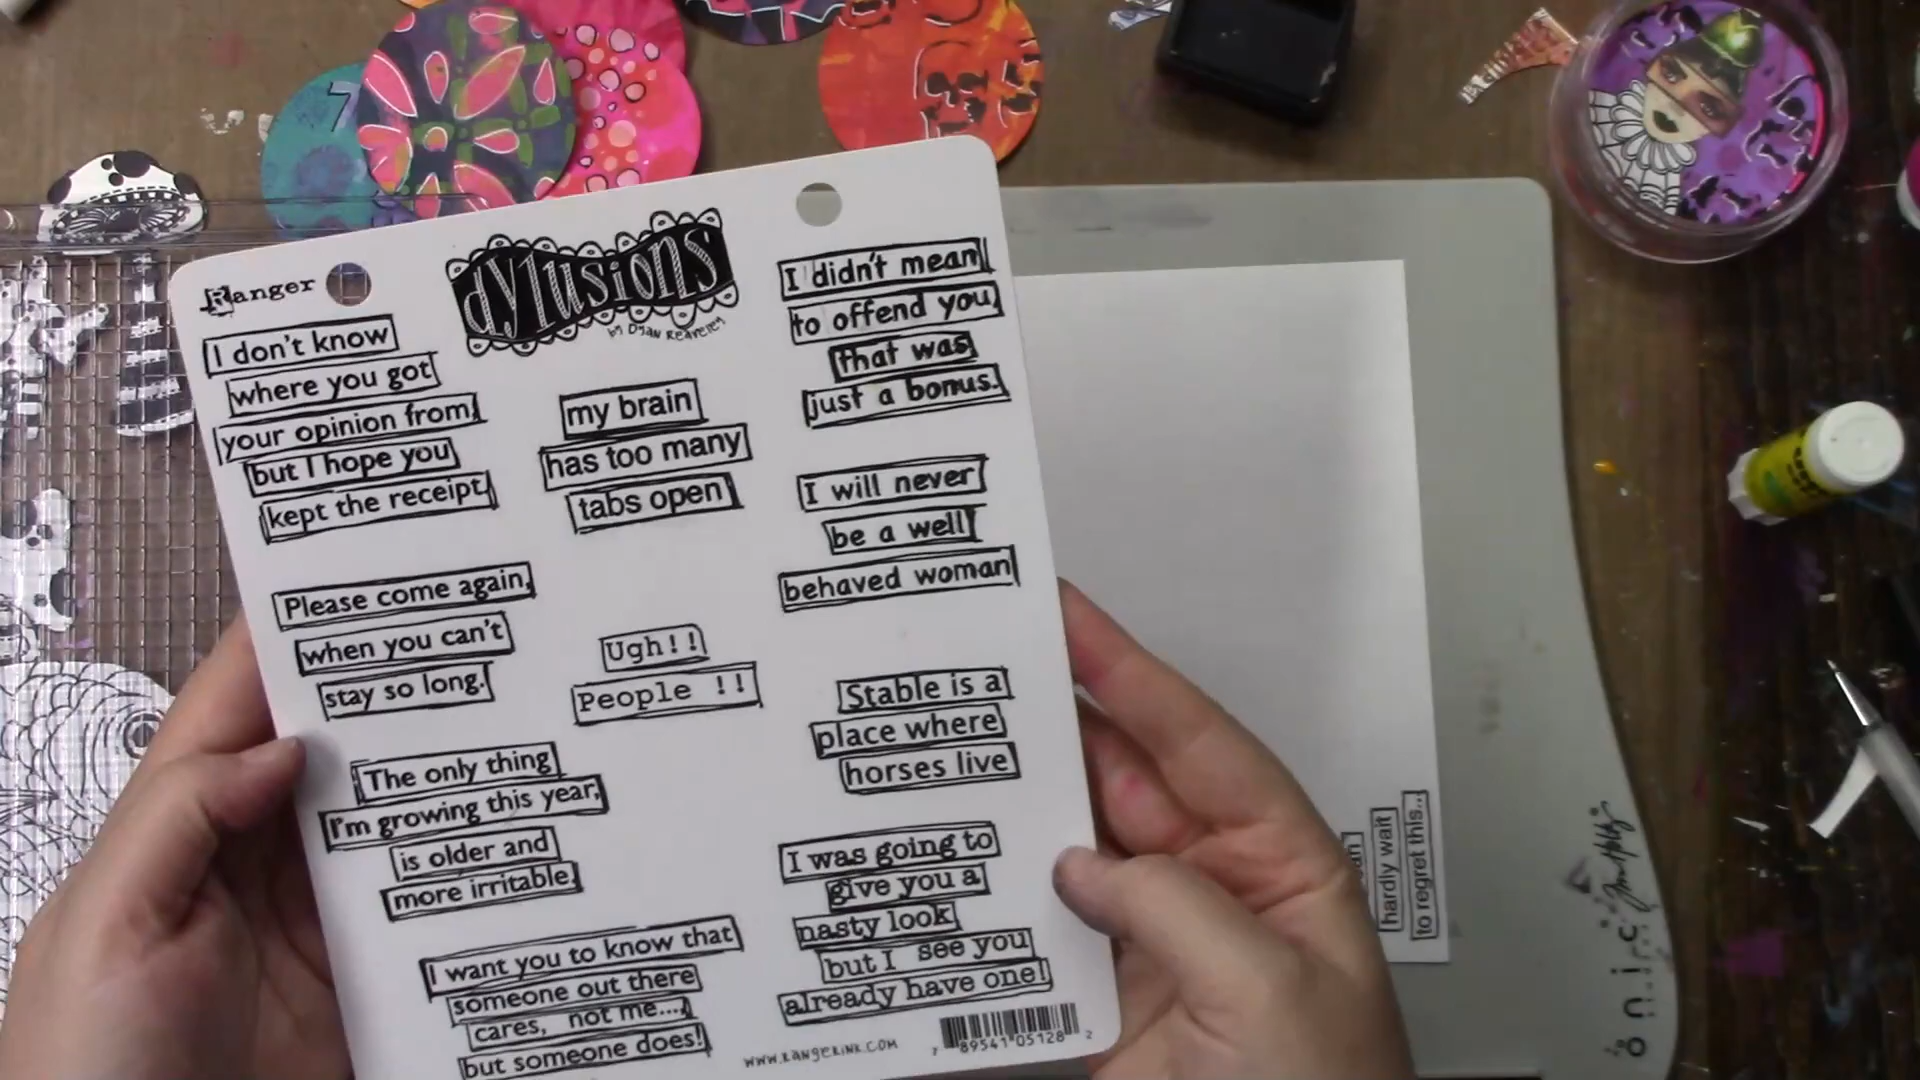 Ranger
dylusions
by Dyan Reaveley
I don't know
where you got
your opinion from,
but I hope you
kept the receipt.
Please come again,
when you can't
stay so long.
The only thing
I'm growing this year,
is older and
more irritable.
I want you to know that
someone out there
cares, not me....,
but someone does!
my brain
has too many
tabs open
Ugh!!
People !!
I didn't mean
to offend you,
that was
just a bonus.
I will never
be a well
behaved woman
Stable is a
place where
horses live
I was going to
give you a
nasty look
but I see you
already have one!
www.rangerink.com
7 89541 05128 2
hardly wait
to regret this...
Tim Holtz
7